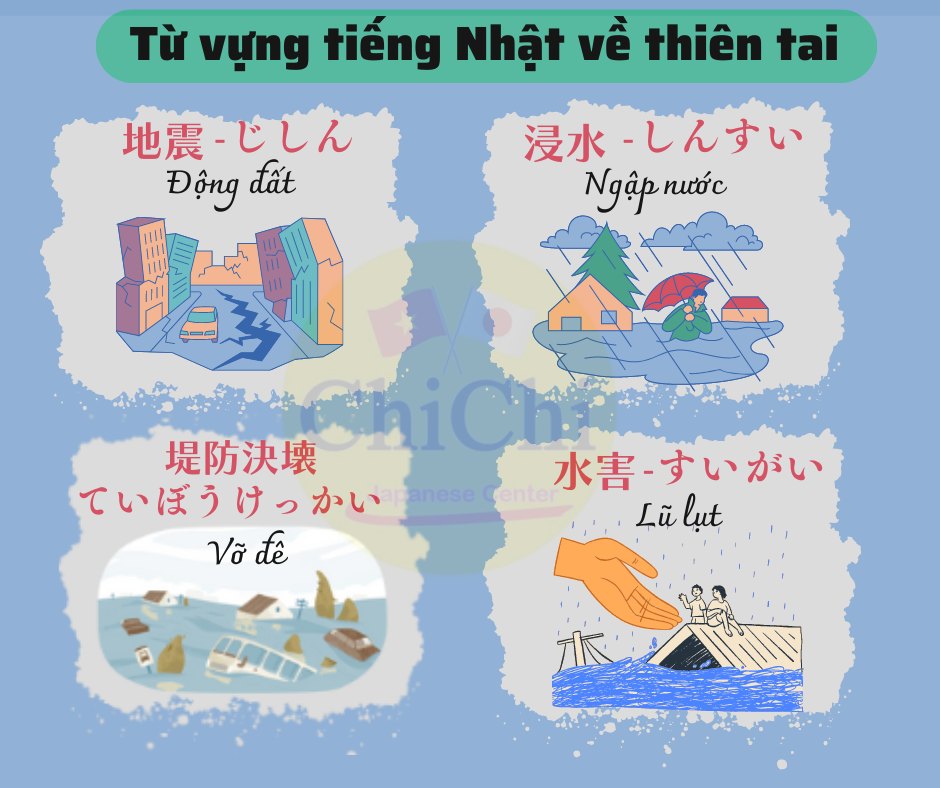 Từ vựng tiếng Nhật về thiên tai
地震 - じしん
Động đất
浸水 - しんすい
Ngập nước
ChiChi
Japanese Center
堤防決壊
ていぼうけっかい
Vỡ đê
水害 - すいがい
Lũ lụt